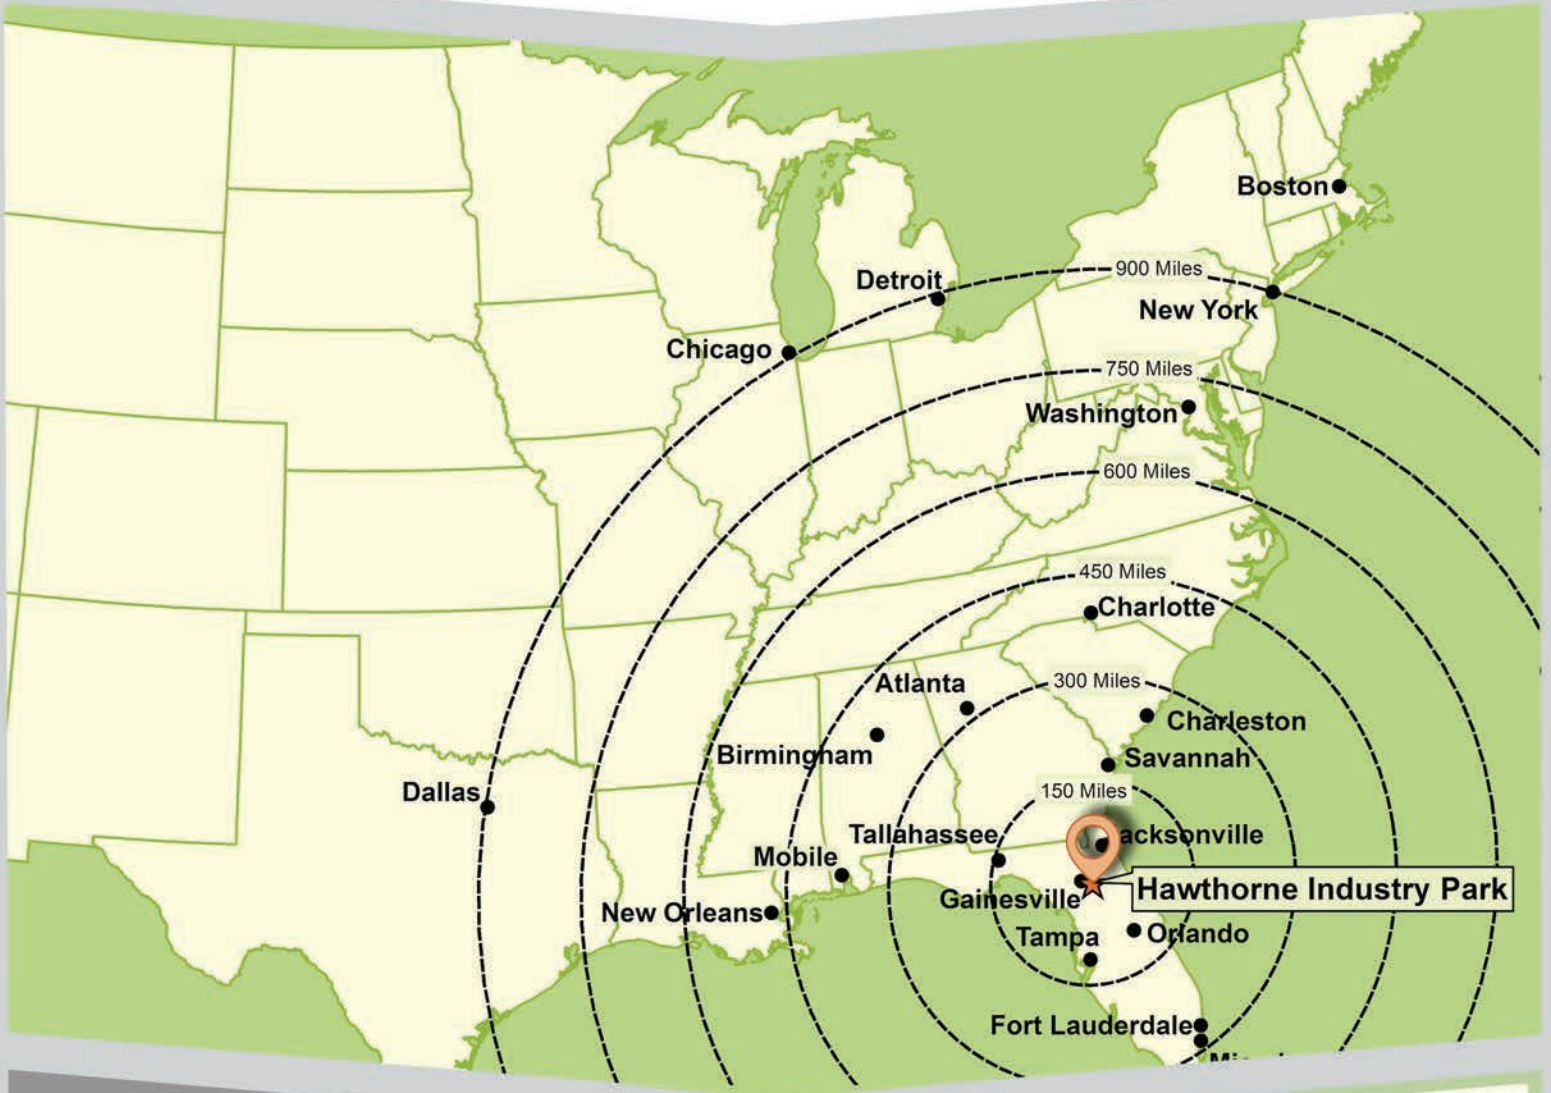 Boston
900 Miles
Detroit
New York
Chicago
750 Miles
Washington
600 Miles
450 Miles
Charlotte
Atlanta
300 Miles
Charleston
Birmingham
Savannah
Dallas
150 Miles
Tallahassee
acksonville
Mobile
Hawthorne Industry Park
Gainesville
New Orleans
Tampa
Orlando
Fort Lauderdale